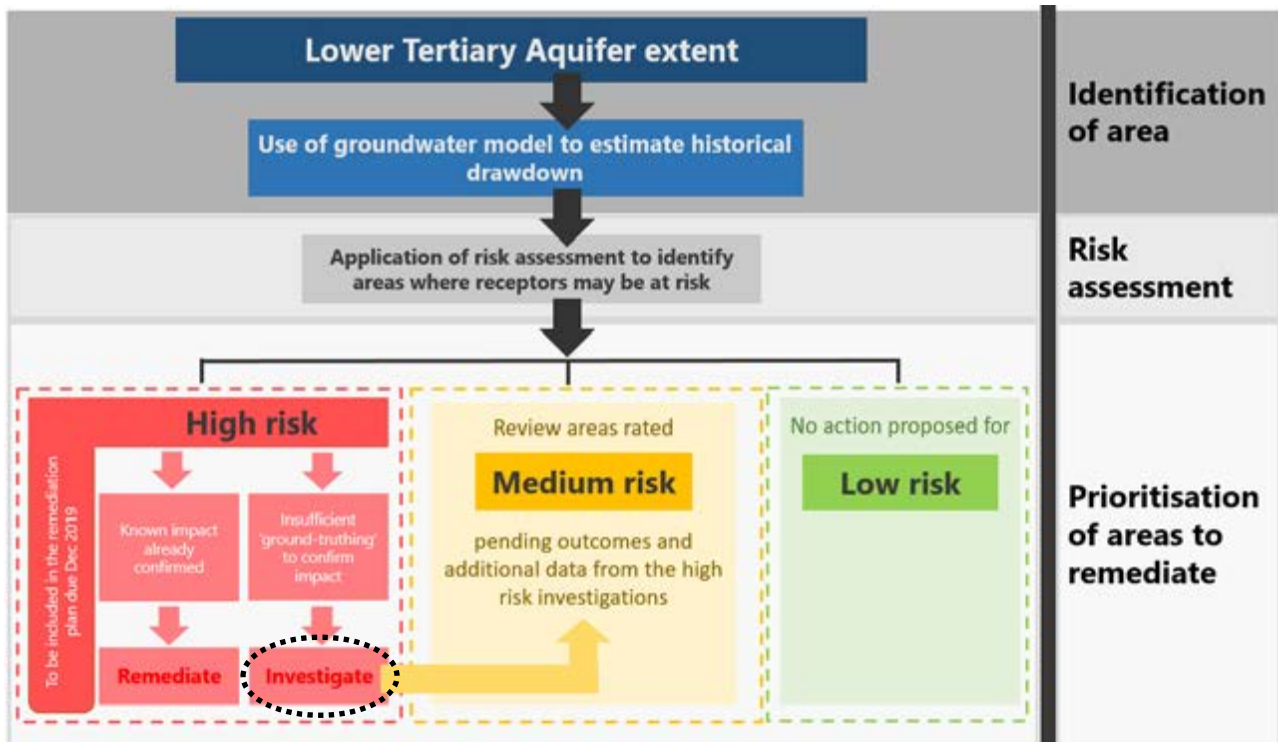 Lower Tertiary Aquifer extent
Identification
of area
Use of groundwater model to estimate historical
drawdown
Application of risk assessment to identify
areas where receptors may be at risk
Risk
assessment
To be included in the remediation
plan due Dec 2019
High risk
Known impact
already
confirmed
Insufficient
'ground-truthing'
to confirm
impact
Remediate
Investigate
Review areas rated
Medium risk
pending outcomes and
additional data from the high
risk investigations
No action proposed for
Low risk
Prioritisation
of areas to
remediate